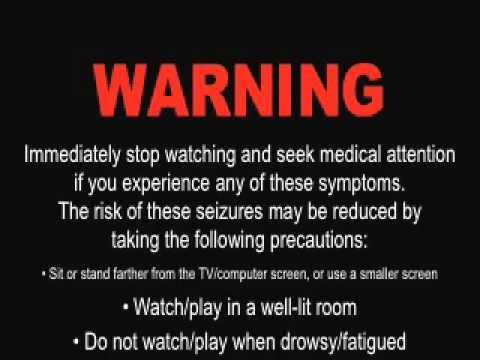 WARNING
Immediately stop watching and seek medical attention
if you experience any of these symptoms.
The risk of these seizures may be reduced by
taking the following precautions:
• Sit or stand farther from the TV/computer screen, or use a smaller screen
• Watch/play in a well-lit room
• Do not watch/play when drowsy/fatigued